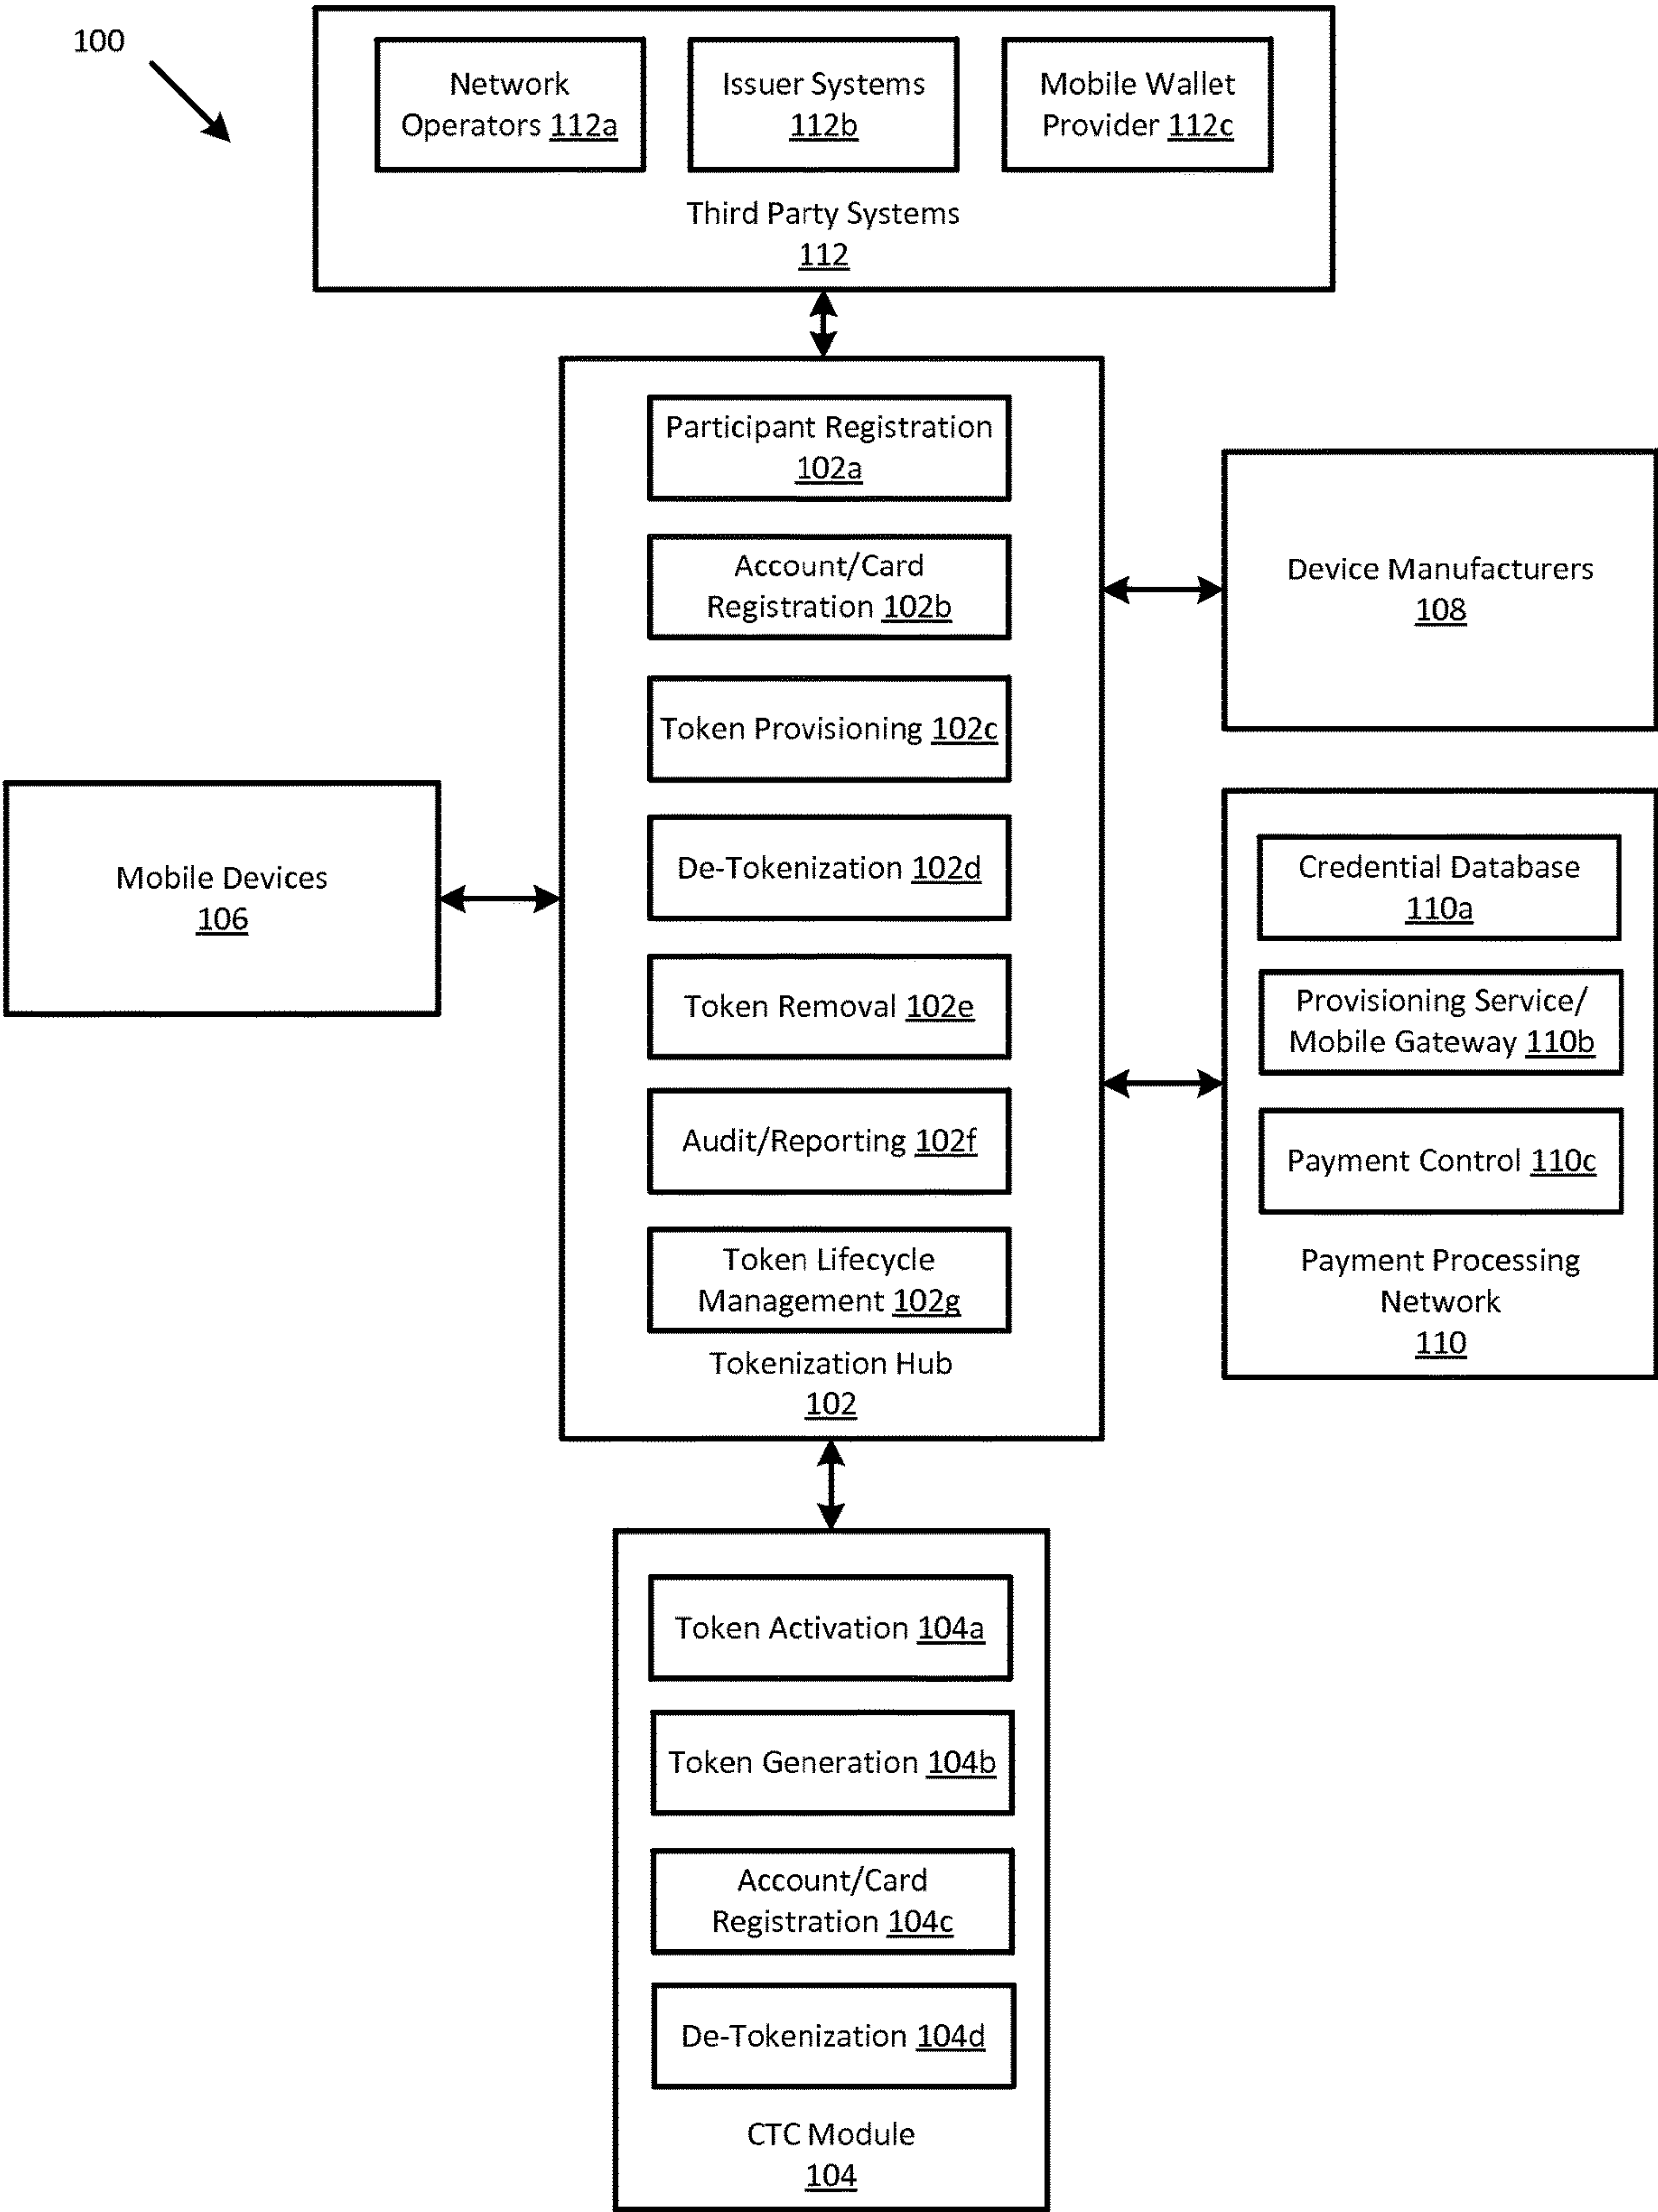 100
Network
Operators 112a
Issuer Systems
112b
Mobile Wallet
Provider 112c
Third Party Systems
112
Participant Registration
102a
Account/Card
Registration 102b
Token Provisioning 102c
De-Tokenization 102d
Token Removal 102e
Audit/Reporting 102f
Token Lifecycle
Management 102g
Tokenization Hub
102
Mobile Devices
106
Device Manufacturers
108
Credential Database
110a
Provisioning Service/
Mobile Gateway 110b
Payment Control 110c
Payment Processing
Network
110
Token Activation 104a
Token Generation 104b
Account/Card
Registration 104c
De-Tokenization 104d
CTC Module
104